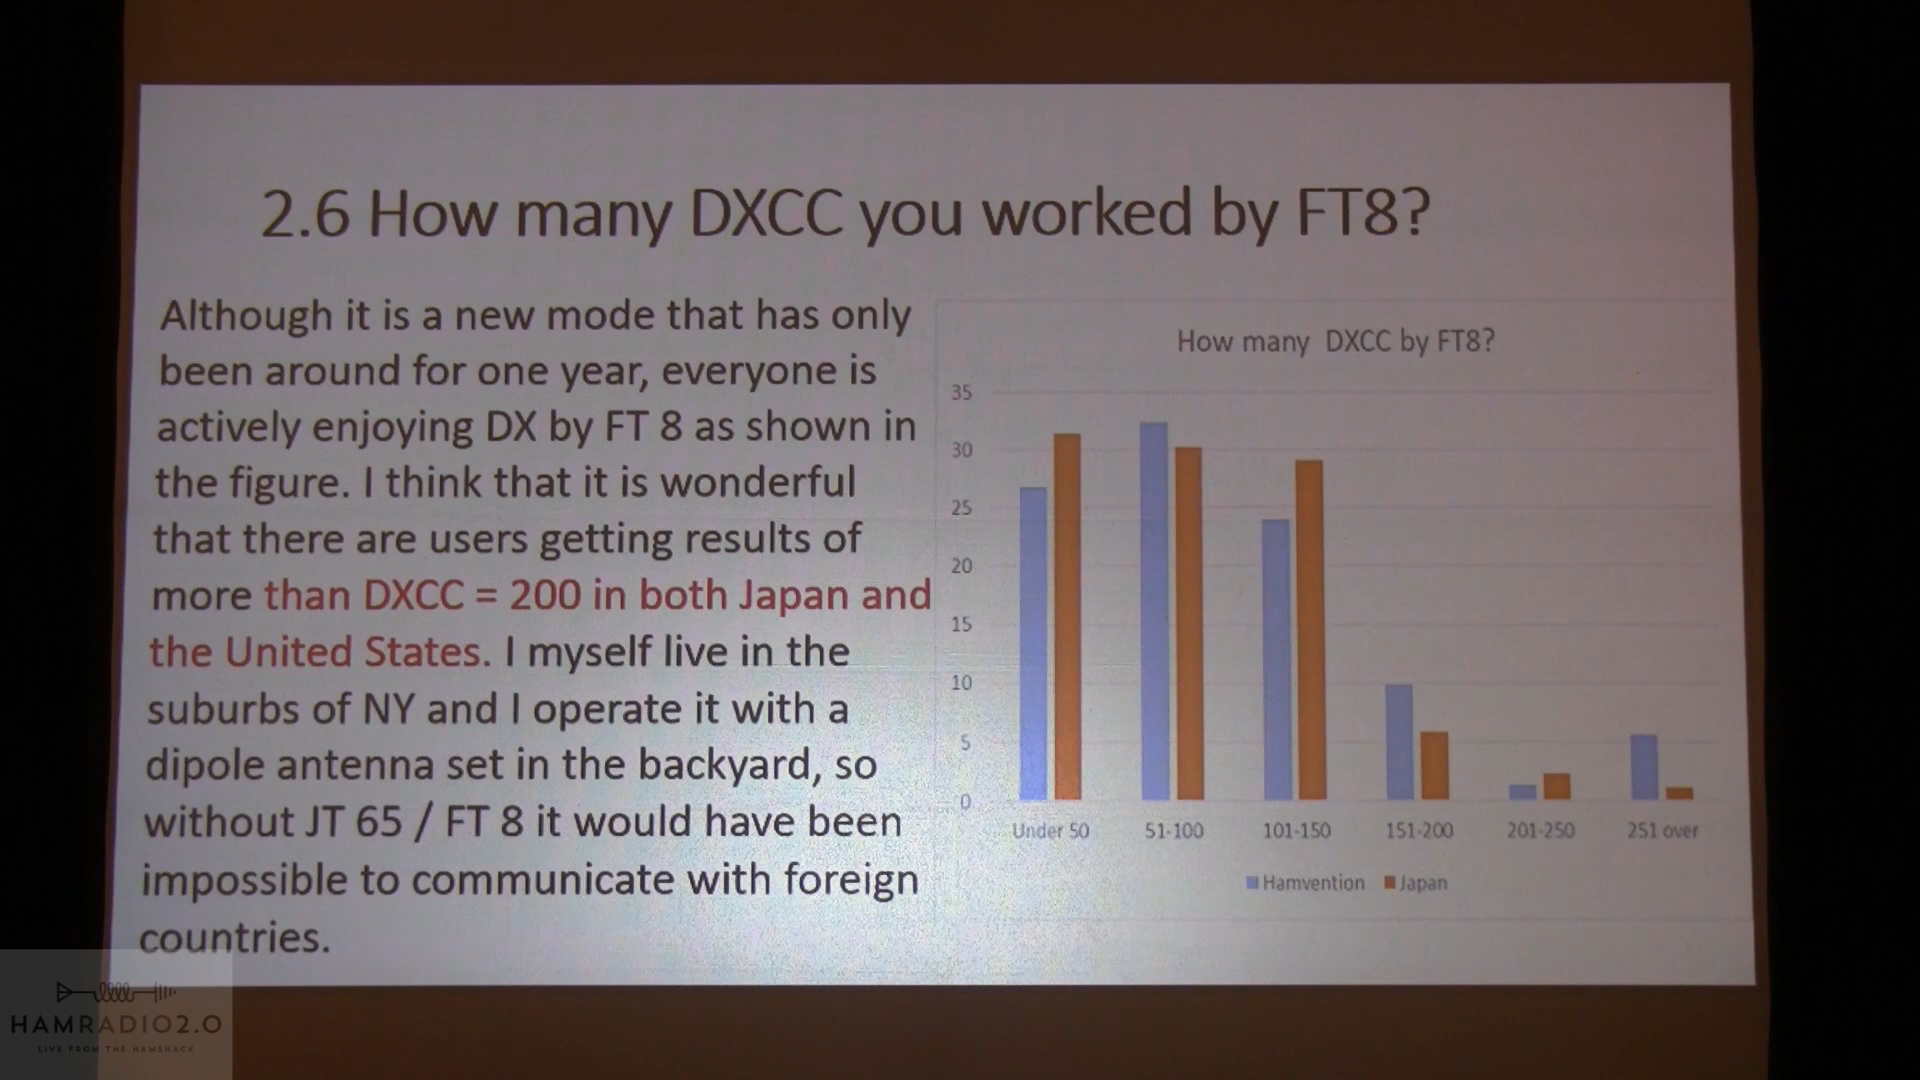 2.6 How many DXCC you worked by FT8?
Although it is a new mode that has only
been around for one year, everyone is
actively enjoying DX by FT 8 as shown in
the figure. I think that it is wonderful
that there are users getting results of
more than DXCC = 200 in both Japan and
the United States. I myself live in the
suburbs of NY and I operate it with a
dipole antenna set in the backyard, so
without JT 65 / FT 8 it would have been
impossible to communicate with foreign
countries.
How many DXCC by FT8?
35
30
25
20
15
10
5
0
Under 50 51-100 101-150 151-200 201-250 251 over
Hamvention Japan
HAMRADIO2.0
LIVE FROM THE HAMSHACK